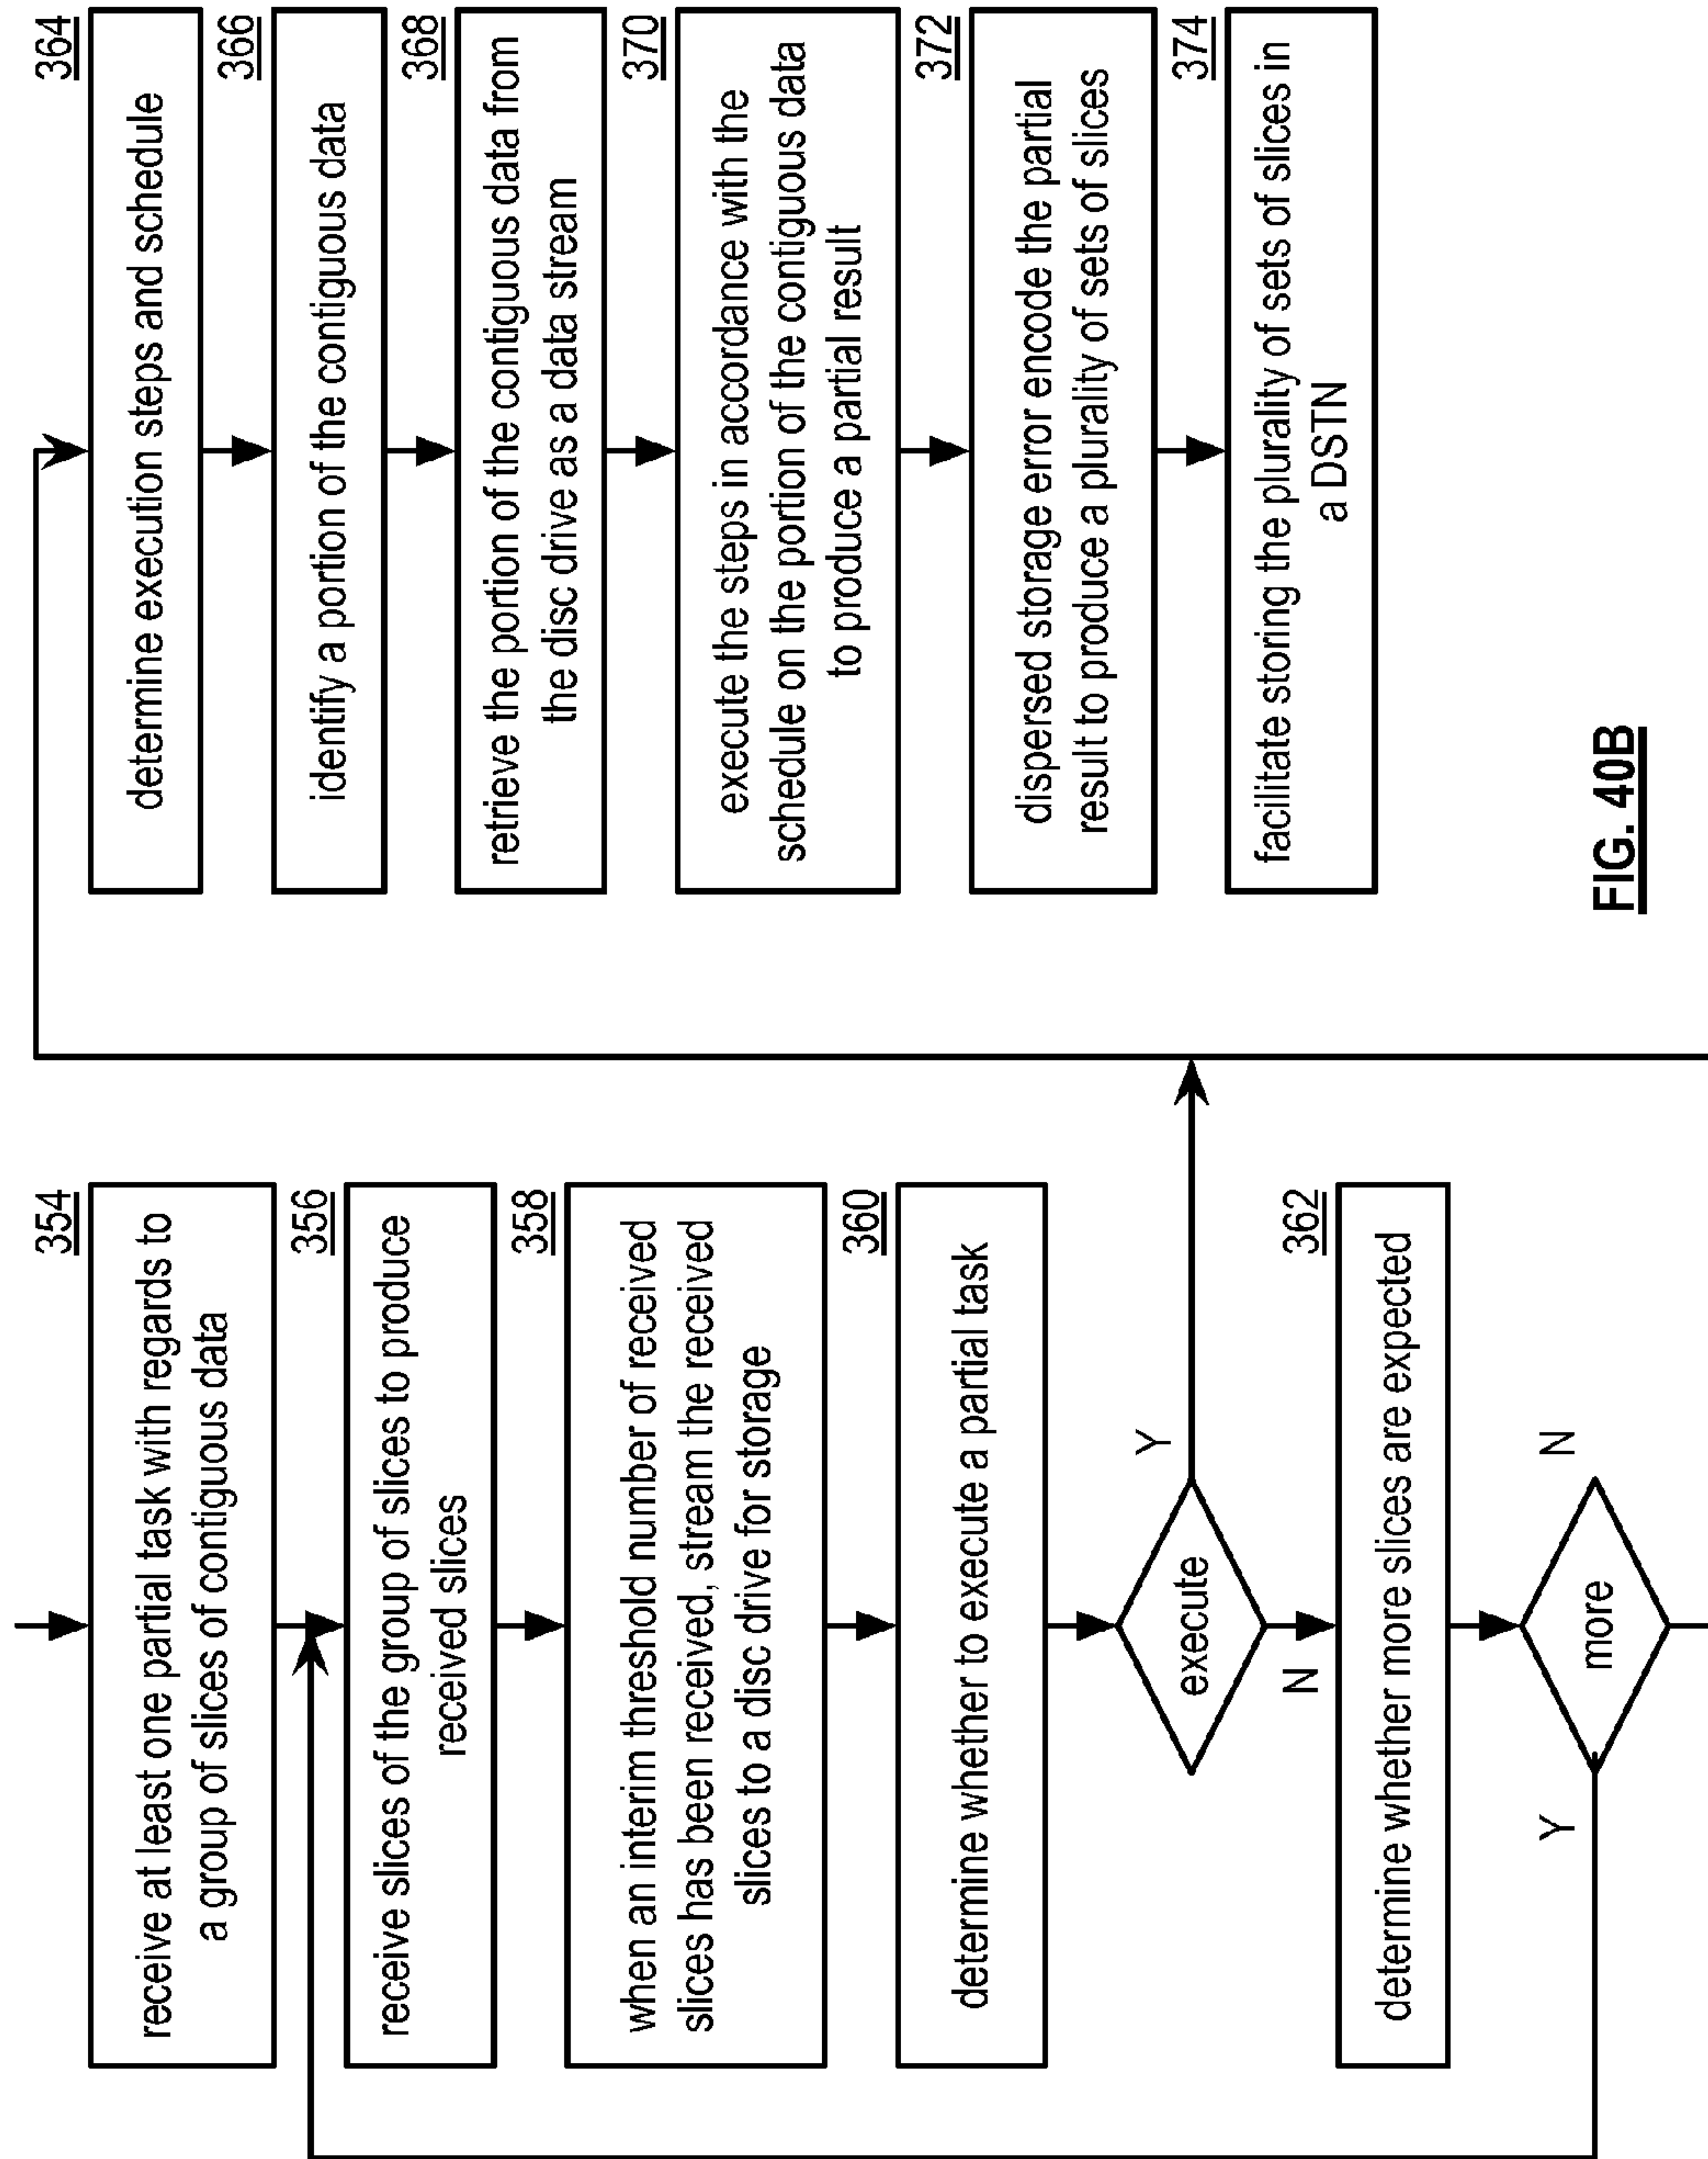 354
receive at least one partial task with regards to
a group of slices of contiguous data
356
receive slices of the group of slices to produce
received slices
358
when an interim threshold number of received
slices has been received, stream the received
slices to a disc drive for storage
360
determine whether to execute a partial task
execute
Y
N
362
determine whether more slices are expected
more
Y
N
364
determine execution steps and schedule
366
identify a portion of the contiguous data
368
retrieve the portion of the contiguous data from
the disc drive as a data stream
370
execute the steps in accordance with the
schedule on the portion of the contiguous data
to produce a partial result
372
dispersed storage error encode the partial
result to produce a plurality of sets of slices
374
facilitate storing the plurality of sets of slices in
a DSTN
FIG. 40B